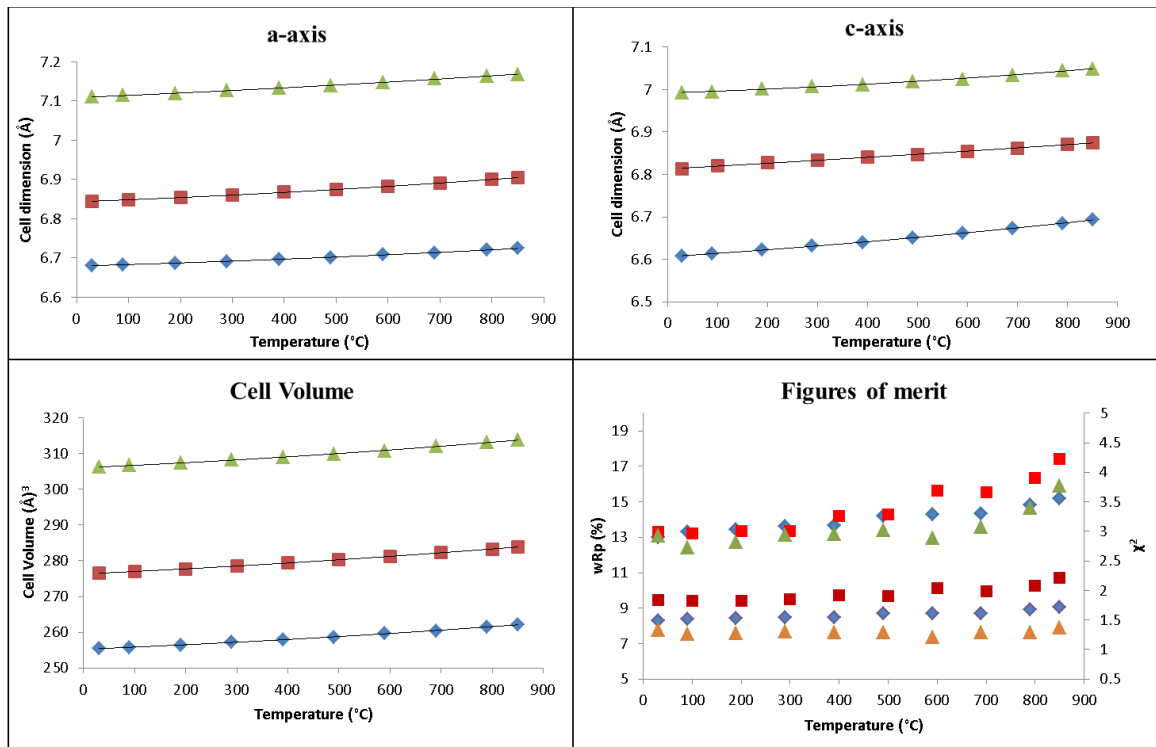 a-axis
7.2
7.1
7
6.9
6.8
6.7
6.6
Cell dimension (Å)
0 100 200 300 400 500 600 700 800 900
Temperature (°C)
c-axis
7.1
7
6.9
6.8
6.7
6.6
6.5
Cell dimension (Å)
0 100 200 300 400 500 600 700 800 900
Temperature (°C)
Cell Volume
320
310
300
290
280
270
260
250
Cell Volume (Å)³
0 100 200 300 400 500 600 700 800 900
Temperature (°C)
Figures of merit
19
17
15
13
11
9
7
5
wRp (%)
5
4.5
4
3.5
3
2.5
2
1.5
1
0.5
χ²
0 100 200 300 400 500 600 700 800 900
Temperature (°C)